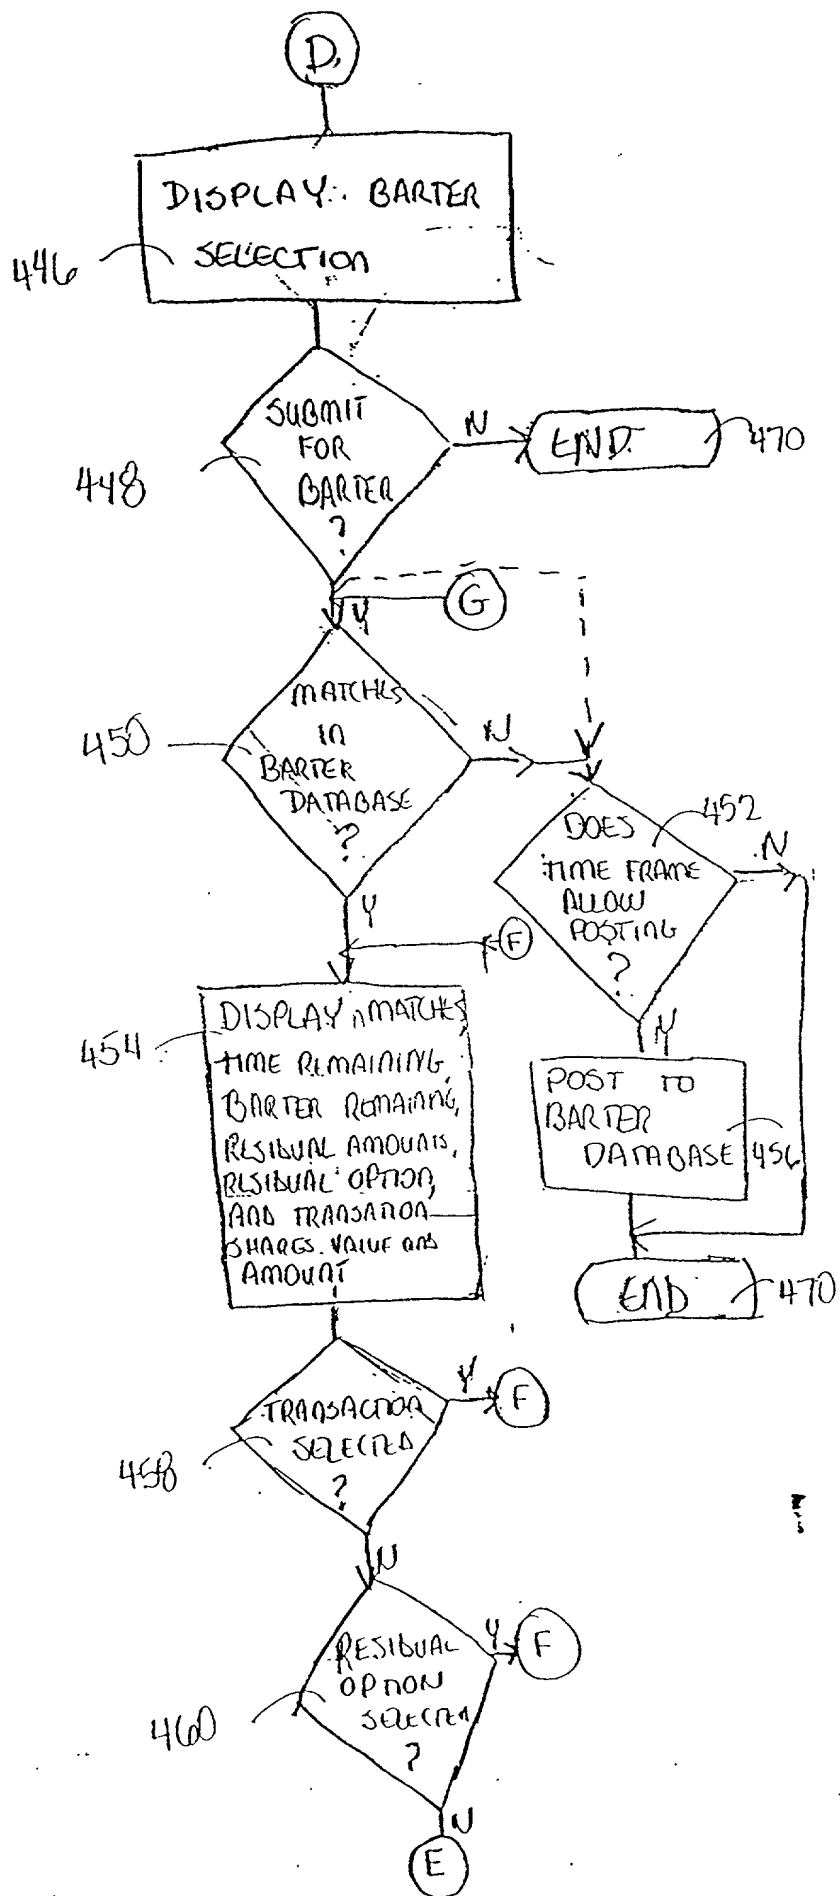 D.
DISPLAY BARTER
SELECTION
446
SUBMIT
FOR
BARTER
?
448
N
END.
470
G
Y
MATCHES
IN
BARTER
DATABASE
?
450
N
452
DOES
TIME FRAME
ALLOW
POSTING
?
N
Y
F
Y
DISPLAY n MATCHES,
TIME REMAINING,
BARTER REMAINING,
RESIDUAL AMOUNTS,
RESIDUAL OPTION,
AND TRANSATION
SHARES, VALUE AND
AMOUNT
454
POST TO
BARTER
DATABASE
456
END
470
TRANSACTION
SELECTED
?
458
Y
F
N
RESIDUAL
OPTION
SELECTED
?
460
Y
F
N
E